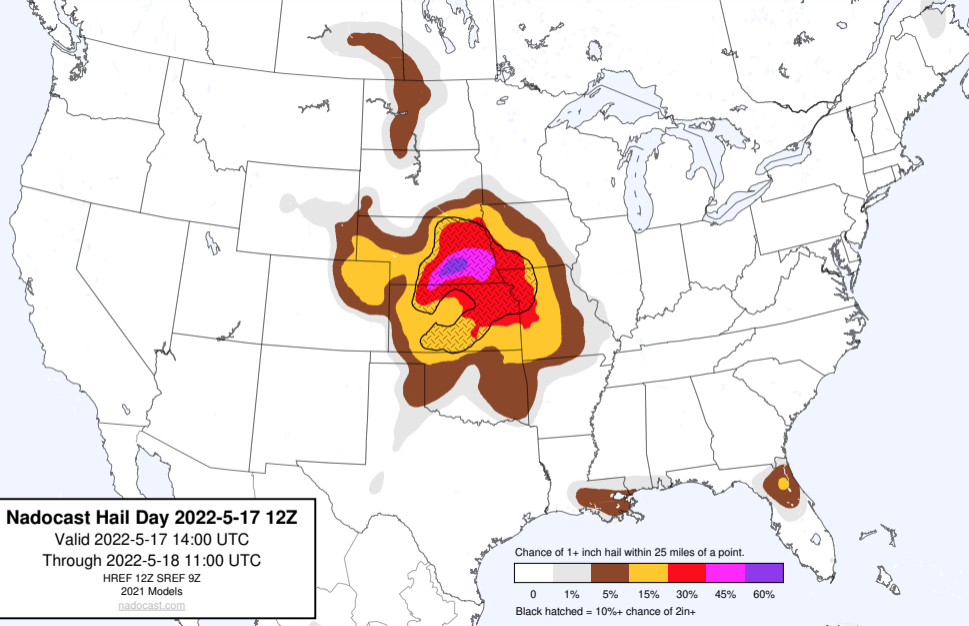 Nadocast Hail Day 2022-5-17 12Z
Valid 2022-5-17 14:00 UTC
Through 2022-5-18 11:00 UTC
HREF 12Z SREF 9Z
2021 Models
nadocast.com
Chance of 1+ inch hail within 25 miles of a point.
0 1% 5% 15% 30% 45% 60%
Black hatched = 10%+ chance of 2in+